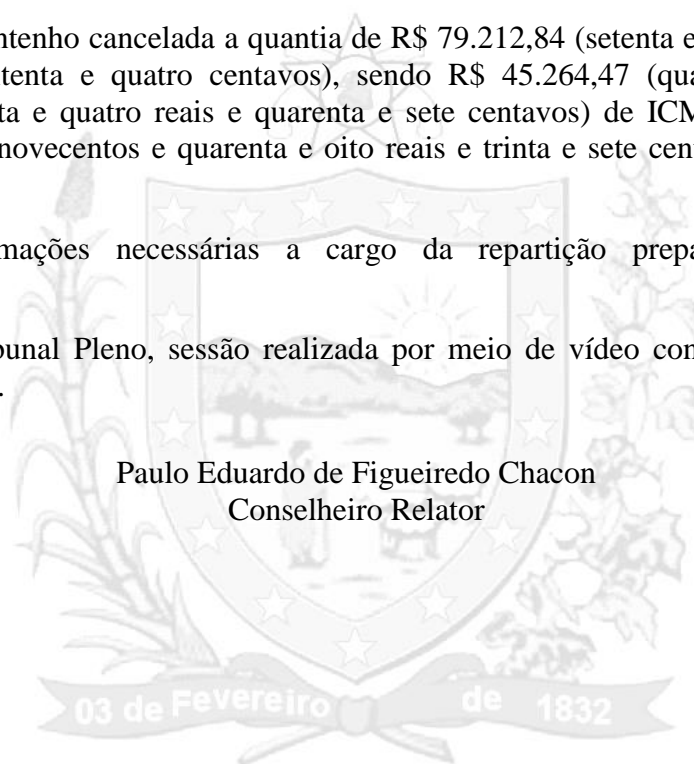 ntenho cancelada a quantia de R$ 79.212,84 (setenta e
tenta e quatro centavos), sendo R$ 45.264,47 (qua
ta e quatro reais e quarenta e sete centavos) de ICM
novecentos e quarenta e oito reais e trinta e sete cent
mações necessárias a cargo da repartição prepa
bunal Pleno, sessão realizada por meio de vídeo con
.
Paulo Eduardo de Figueiredo Chacon
Conselheiro Relator
03 de Fevereiro de 1832